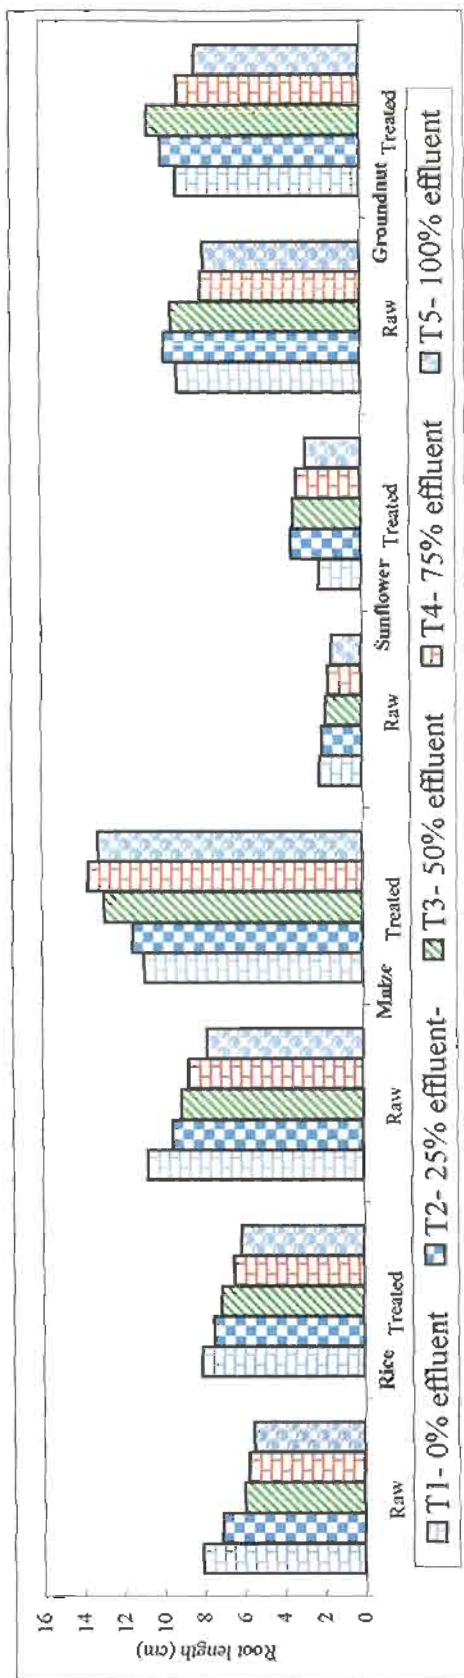 Root length (cm)
16
14
12
10
8
6
4
2
0
Raw Treated Raw Treated Raw Treated Raw Treated
Rice Maize Sunflower Groundnut
T1- 0% effluent T2- 25% effluent- T3- 50% effluent T4- 75% effluent T5- 100% effluent